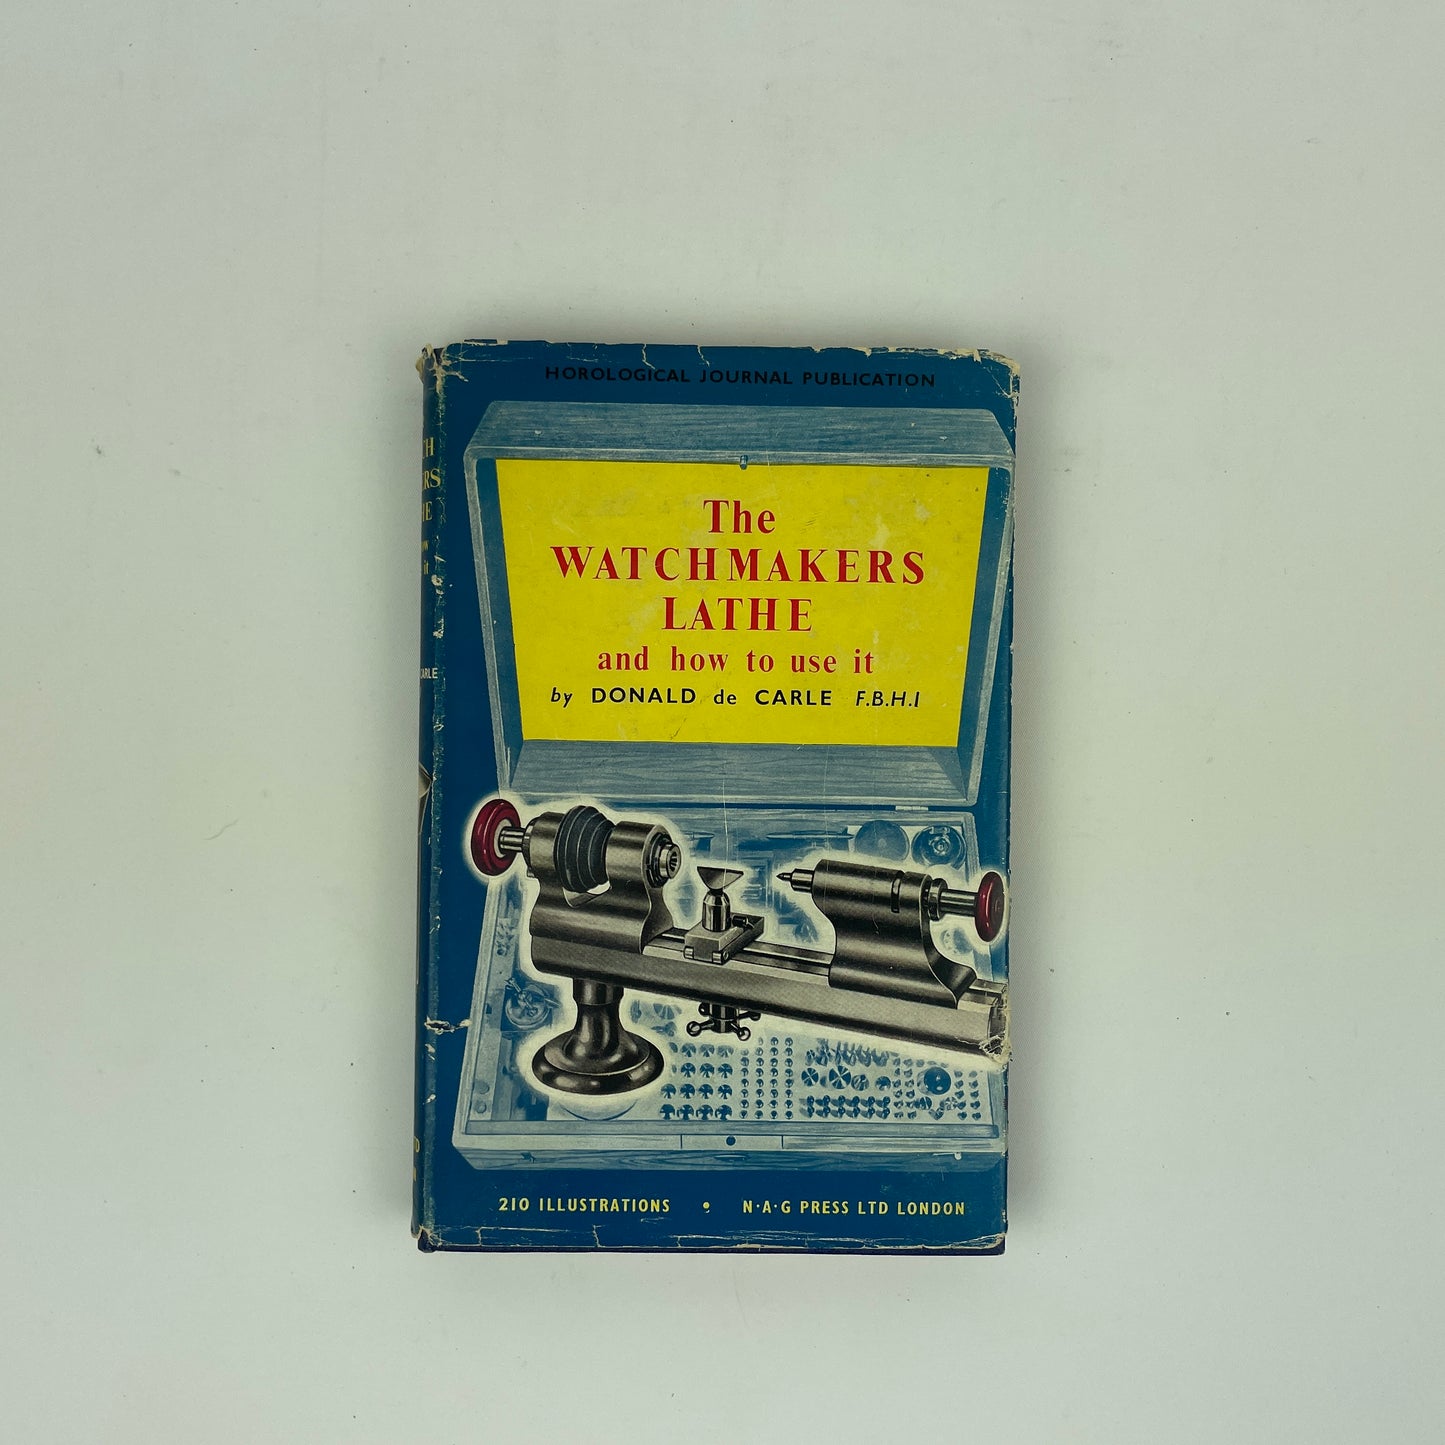 HOROLOGICAL JOURNAL PUBLICATION
The
WATCHMAKERS
LATHE
and how to use it
by DONALD de CARLE F.B.H.I
210 ILLUSTRATIONS • N·A·G PRESS LTD LONDON